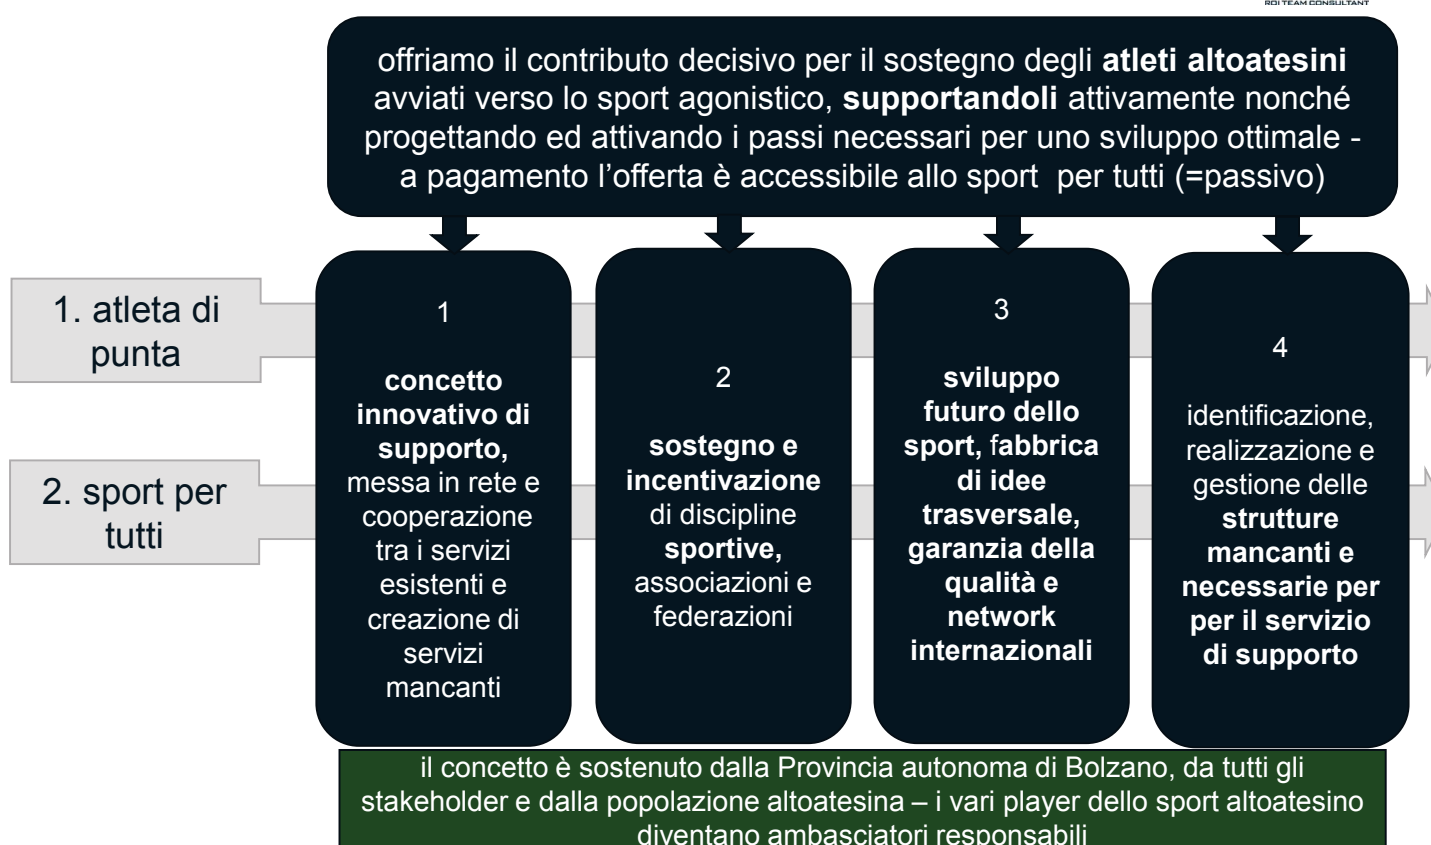 ROI TEAM CONSULTANT
offriamo il contributo decisivo per il sostegno degli atleti altoatesini
avviati verso lo sport agonistico, supportandoli attivamente nonché
progettando ed attivando i passi necessari per uno sviluppo ottimale -
a pagamento l’offerta è accessibile allo sport per tutti (=passivo)
1. atleta di
punta
2. sport per
tutti
1
concetto
innovativo di
supporto,
messa in rete e
cooperazione
tra i servizi
esistenti e
creazione di
servizi
mancanti
2
sostegno e
incentivazione
di discipline
sportive,
associazioni e
federazioni
3
sviluppo
futuro dello
sport, fabbrica
di idee
trasversale,
garanzia della
qualità e
network
internazionali
4
identificazione,
realizzazione e
gestione delle
strutture
mancanti e
necessarie per
per il servizio
di supporto
il concetto è sostenuto dalla Provincia autonoma di Bolzano, da tutti gli
stakeholder e dalla popolazione altoatesina – i vari player dello sport altoatesino
diventano ambasciatori responsabili